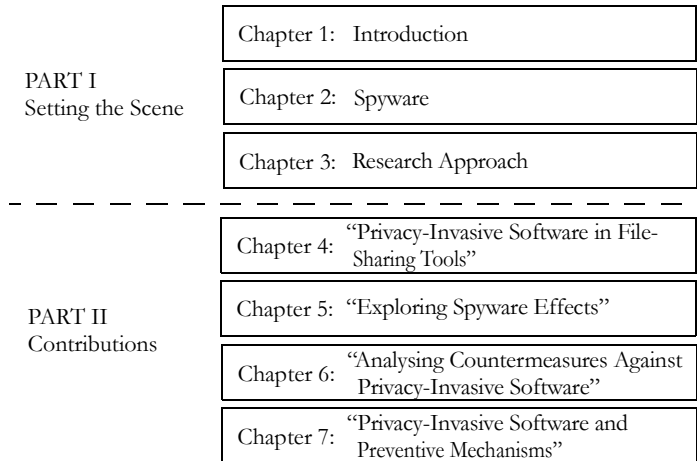 PART I
Setting the Scene
Chapter 1: Introduction
Chapter 2: Spyware
Chapter 3: Research Approach
PART II
Contributions
Chapter 4: “Privacy-Invasive Software in File-
Sharing Tools”
Chapter 5: “Exploring Spyware Effects”
Chapter 6: “Analysing Countermeasures Against
Privacy-Invasive Software”
Chapter 7: “Privacy-Invasive Software and
Preventive Mechanisms”